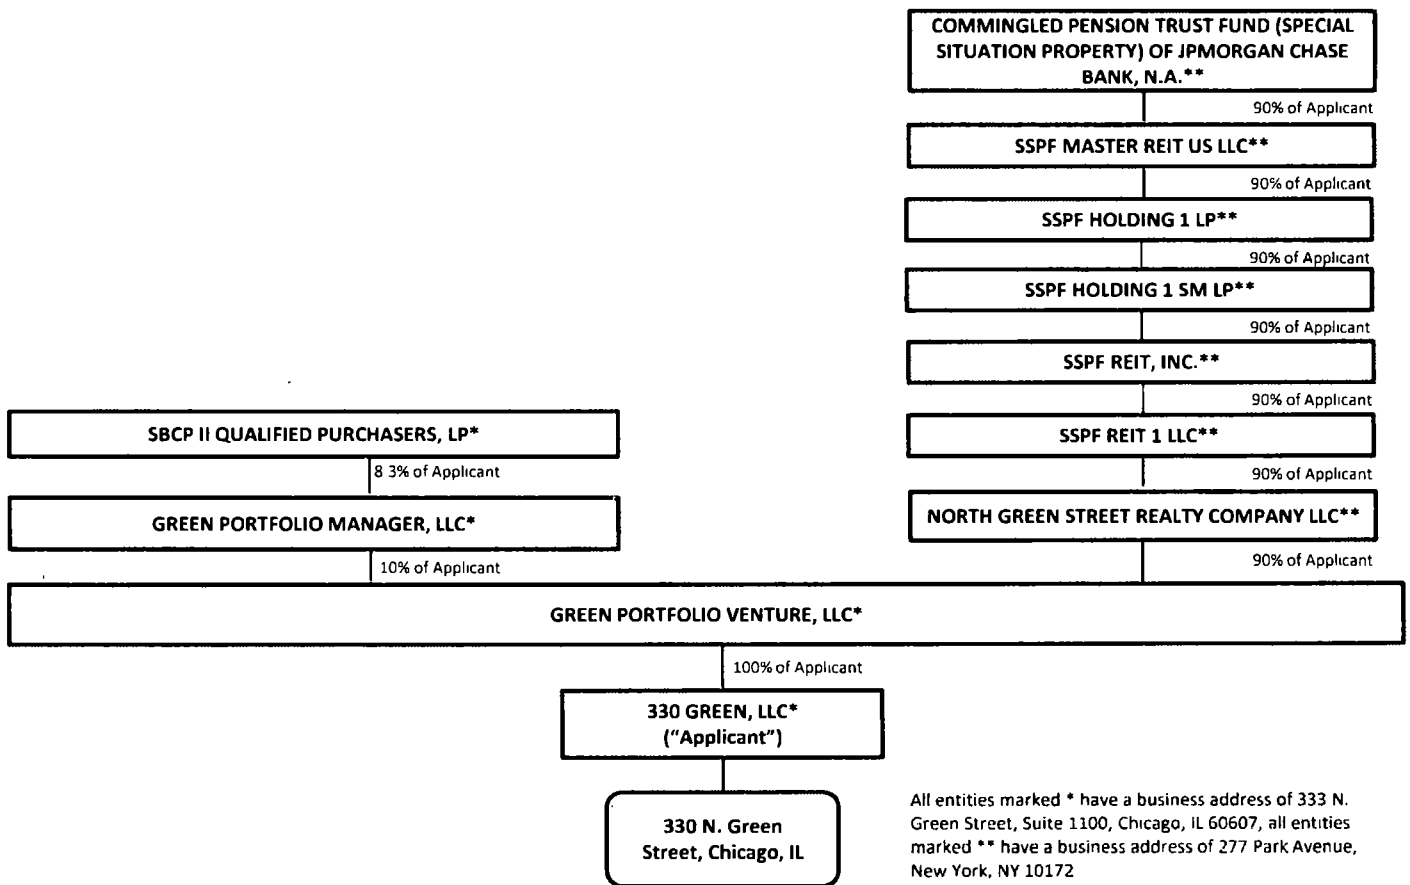 COMMINGLED PENSION TRUST FUND (SPECIAL
SITUATION PROPERTY) OF JPMORGAN CHASE
BANK, N.A.**
90% of Applicant
SSPF MASTER REIT US LLC**
90% of Applicant
SSPF HOLDING 1 LP**
90% of Applicant
SSPF HOLDING 1 SM LP**
90% of Applicant
SSPF REIT, INC.**
90% of Applicant
SBCP II QUALIFIED PURCHASERS, LP*
SSPF REIT 1 LLC**
8 3% of Applicant
90% of Applicant
GREEN PORTFOLIO MANAGER, LLC*
NORTH GREEN STREET REALTY COMPANY LLC**
10% of Applicant
90% of Applicant
GREEN PORTFOLIO VENTURE, LLC*
100% of Applicant
330 GREEN, LLC*
("Applicant")
330 N. Green
Street, Chicago, IL
All entities marked * have a business address of 333 N.
Green Street, Suite 1100, Chicago, IL 60607, all entities
marked ** have a business address of 277 Park Avenue,
New York, NY 10172